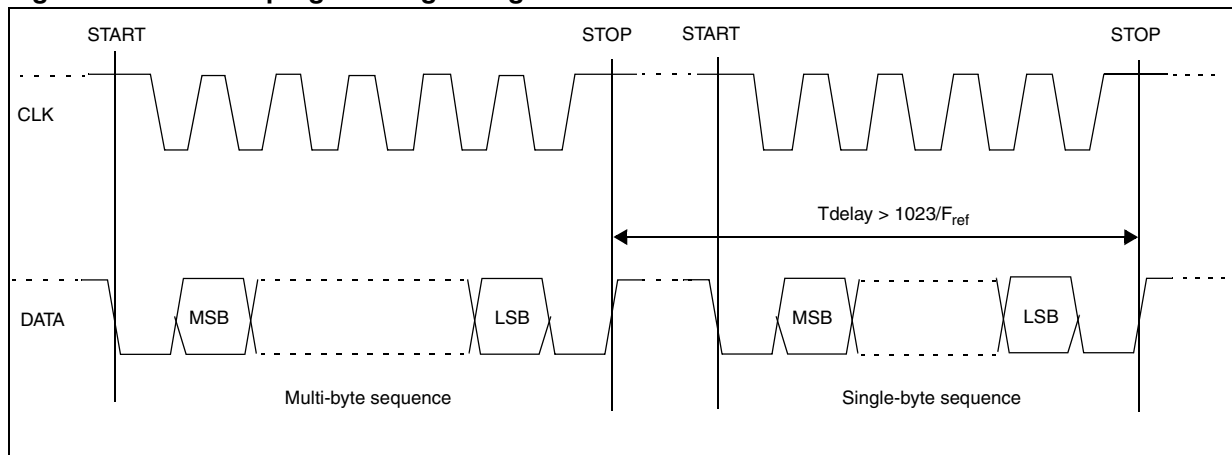 START STOP START STOP
CLK
Tdelay > 1023/Fref
DATA MSB LSB MSB LSB
Multi-byte sequence Single-byte sequence